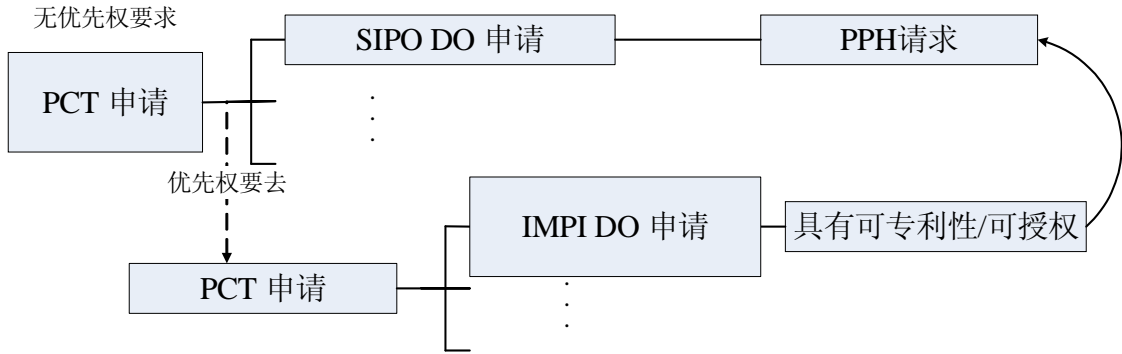 无优先权要求
SIPO DO 申请
PPH请求
PCT 申请
优先权要去
IMPI DO 申请
具有可专利性/可授权
PCT 申请